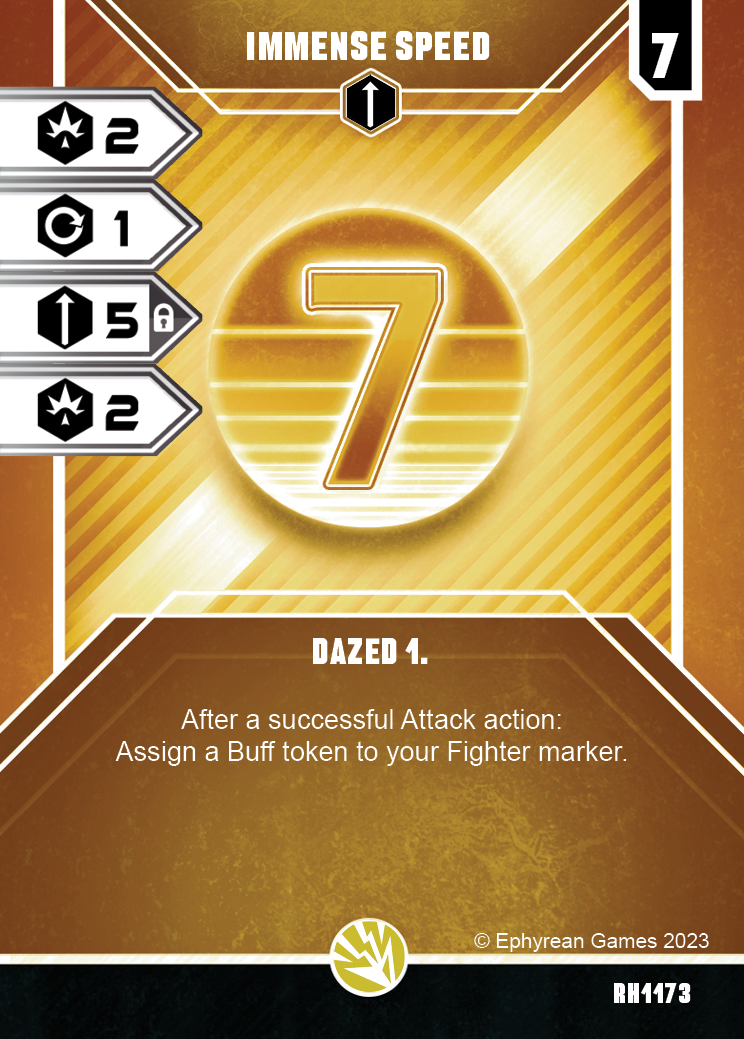 IMMENSE SPEED
7
2
1
5
2
7
DAZED 1.
After a successful Attack action:
Assign a Buff token to your Fighter marker.
© Ephyrean Games 2023
RH1173